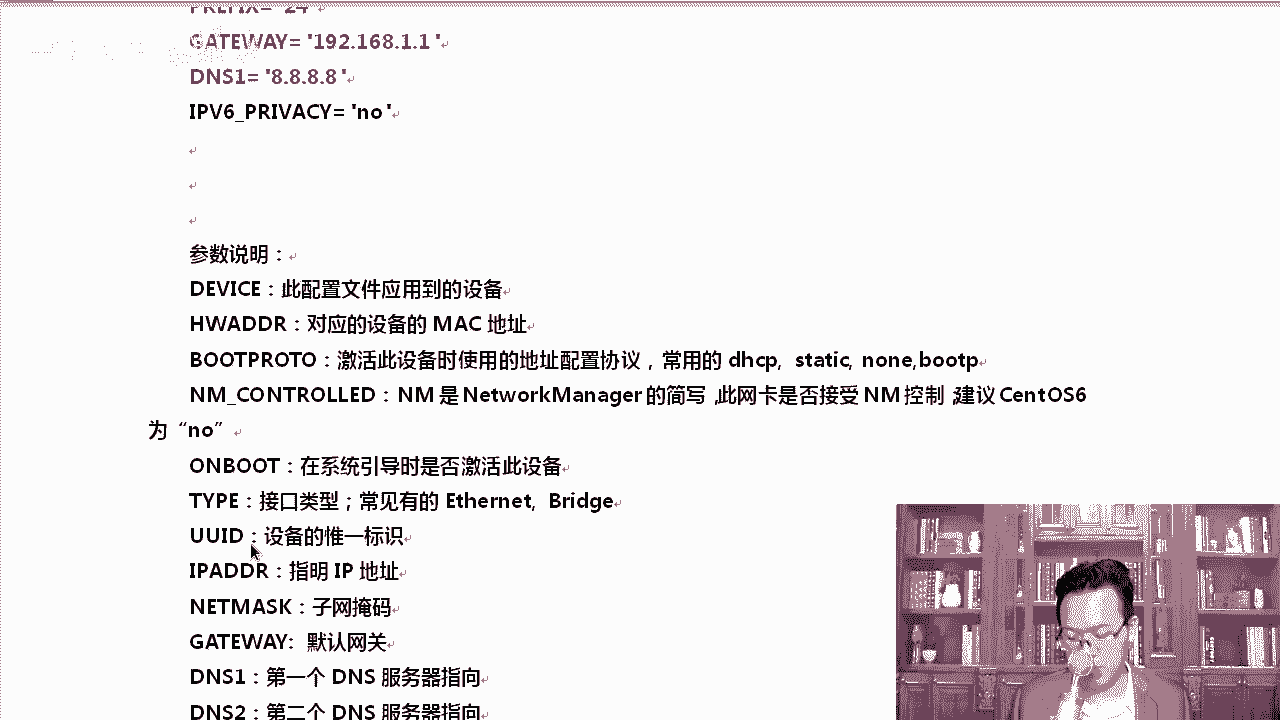 PREFIX= '24 '
GATEWAY= '192.168.1.1 '
DNS1= '8.8.8.8 '
IPV6_PRIVACY= 'no '
参数说明：
DEVICE：此配置文件应用到的设备
HWADDR：对应的设备的 MAC 地址
BOOTPROTO：激活此设备时使用的地址配置协议，常用的 dhcp, static, none,bootp
NM_CONTROLLED：NM 是 NetworkManager 的简写 ,此网卡是否接受 NM 控制 ;建议 CentOS6
为 “no”
ONBOOT：在系统引导时是否激活此设备
TYPE：接口类型；常见有的 Ethernet, Bridge
UUID：设备的惟一标识
IPADDR：指明 IP 地址
NETMASK：子网掩码
GATEWAY: 默认网关
DNS1：第一个 DNS 服务器指向
DNS2：第二个 DNS 服务器指向